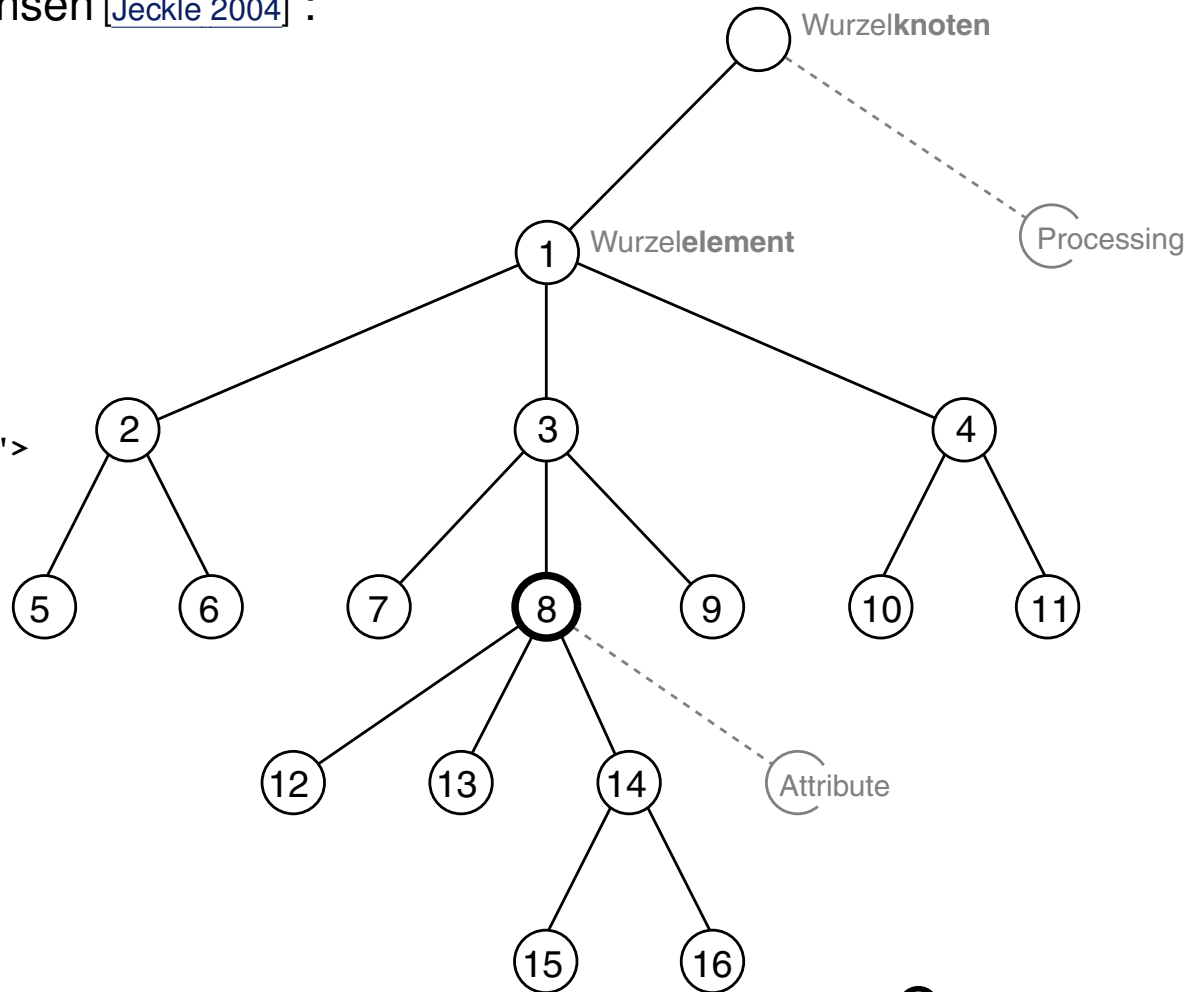 nsen [Jeckle 2004] :
Wurzelknoten
Processing
1 Wurzelelement
2 3 4
'>
5 6 7 8 9 10 11
12 13 14 Attribute
15 16